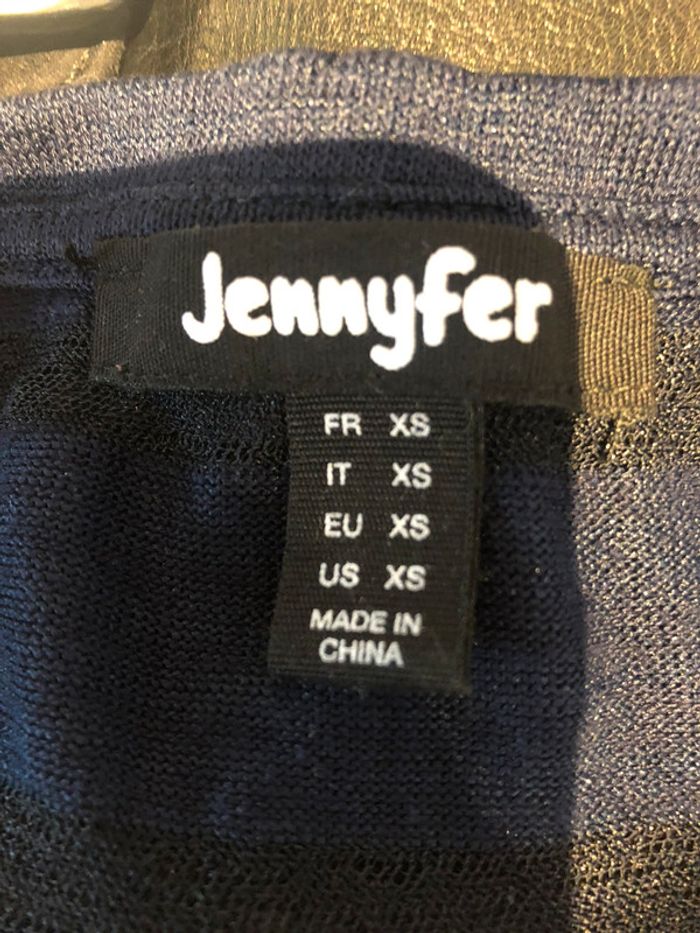 Jennyfer
FR XS
IT XS
EU XS
US XS
MADE IN
CHINA